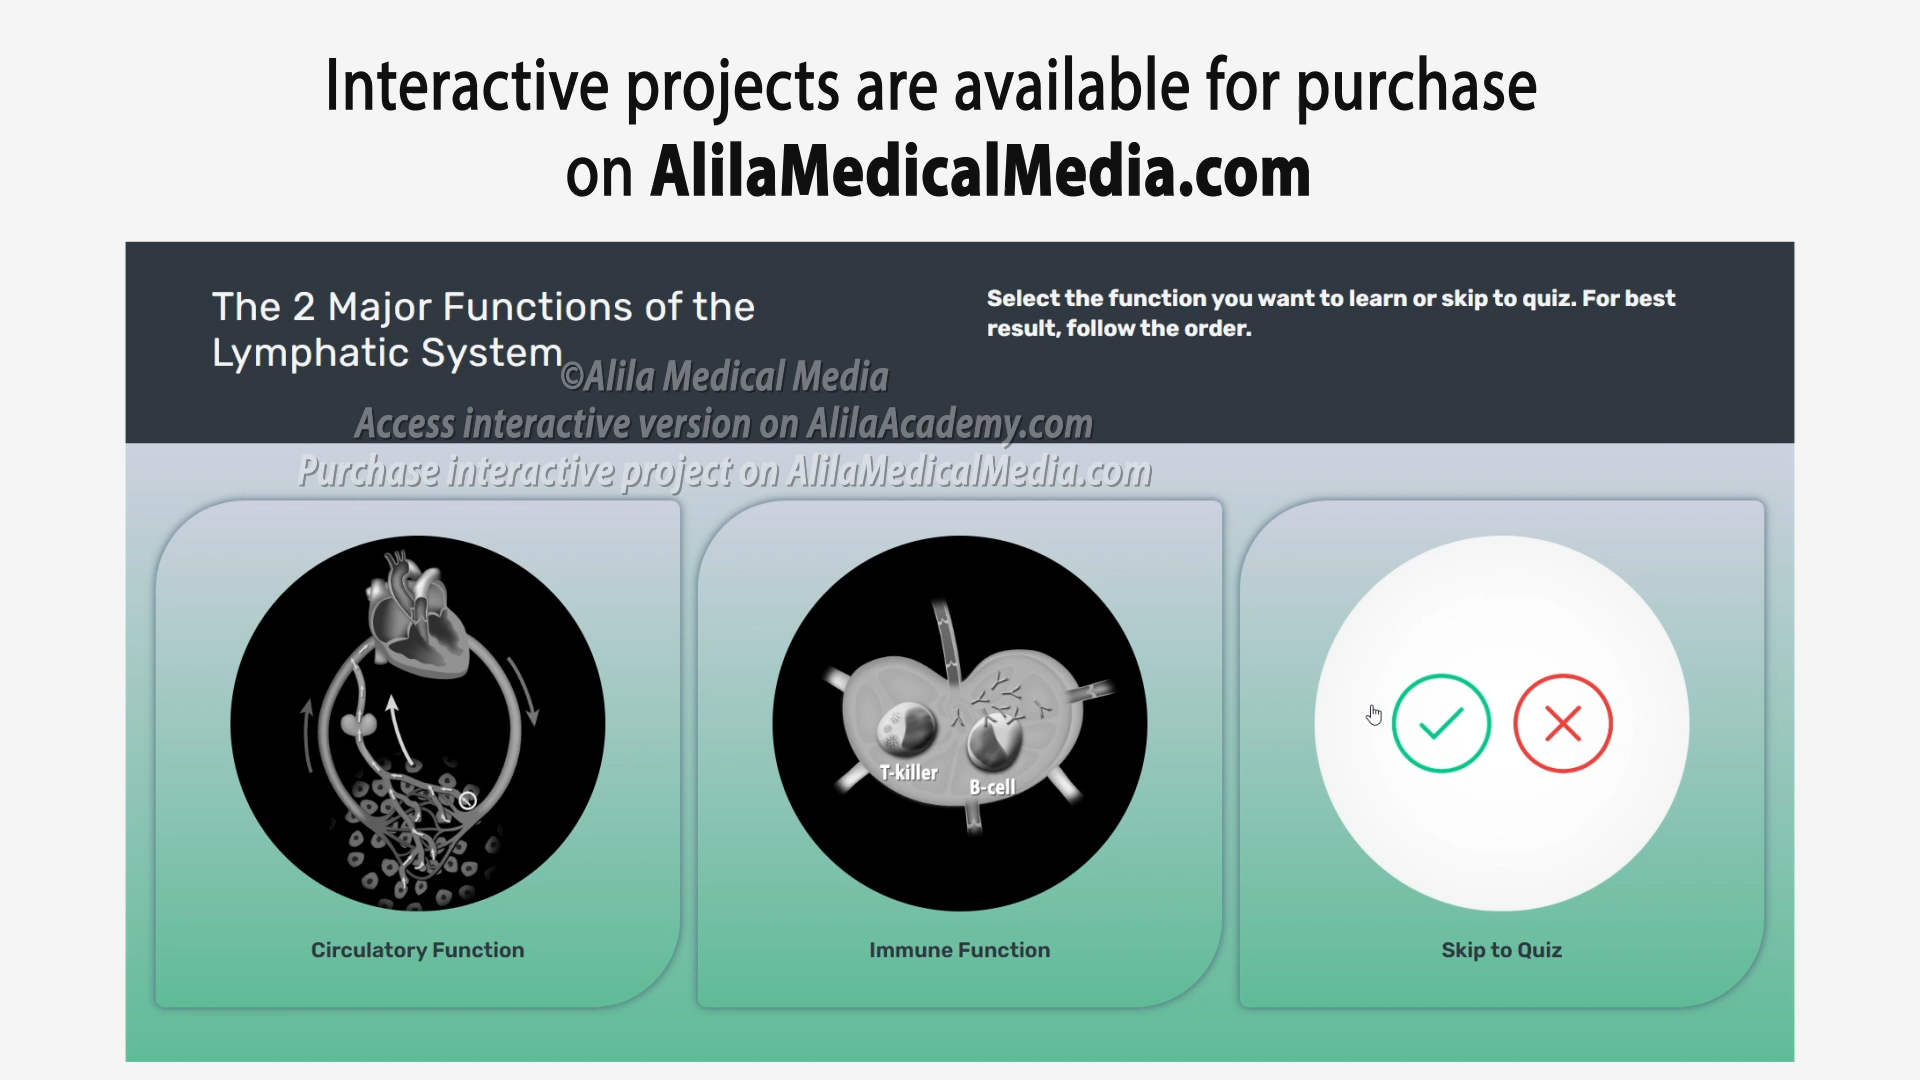 Interactive projects are available for purchase
on AlilaMedicalMedia.com
The 2 Major Functions of the
Lymphatic System
Select the function you want to learn or skip to quiz. For best
result, follow the order.
©Alila Medical Media
Access interactive version on AlilaAcademy.com
Purchase interactive project on AlilaMedicalMedia.com
T-killer
B-cell
Circulatory Function
Immune Function
Skip to Quiz